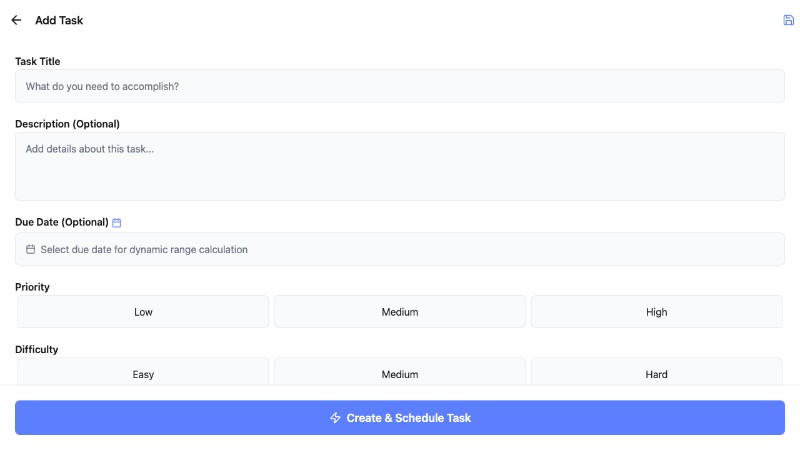 Add Task
Task Title
What do you need to accomplish?
Description (Optional)
Add details about this task...
Due Date (Optional)
Select due date for dynamic range calculation
Priority
Low Medium High
Difficulty
Easy Medium Hard
Create & Schedule Task